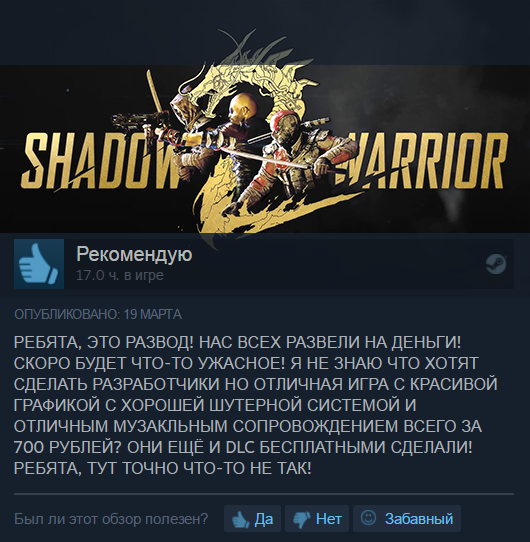 SHADOW WARRIOR
2
Рекомендую
17.0 ч. в игре
ОПУБЛИКОВАНО: 19 МАРТА
РЕБЯТА, ЭТО РАЗВОД! НАС ВСЕХ РАЗВЕЛИ НА ДЕНЬГИ!
СКОРО БУДЕТ ЧТО-ТО УЖАСНОЕ! Я НЕ ЗНАЮ ЧТО ХОТЯТ
СДЕЛАТЬ РАЗРАБОТЧИКИ НО ОТЛИЧНАЯ ИГРА С КРАСИВОЙ
ГРАФИКОЙ С ХОРОШЕЙ ШУТЕРНОЙ СИСТЕМОЙ И
ОТЛИЧНЫМ МУЗАКЛЬНЫМ СОПРОВОЖДЕНИЕМ ВСЕГО ЗА
700 РУБЛЕЙ? ОНИ ЕЩЁ И DLC БЕСПЛАТНЫМИ СДЕЛАЛИ!
РЕБЯТА, ТУТ ТОЧНО ЧТО-ТО НЕ ТАК!
Был ли этот обзор полезен? Да Нет Забавный